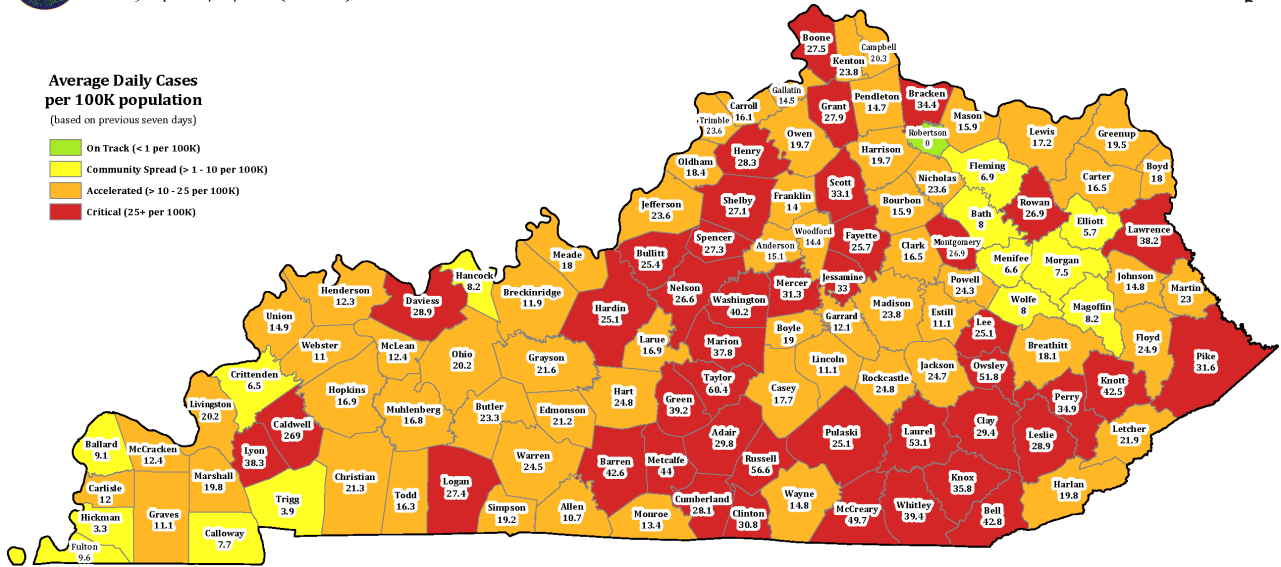 Average Daily Cases
per 100K population
(based on previous seven days)
On Track (< 1 per 100K)
Community Spread (> 1 - 10 per 100K)
Accelerated (> 10 - 25 per 100K)
Critical (25+ per 100K)
Boone
27.5
Kenton
23.8
Campbell
20.3
Gallatin
14.5
Carroll
16.1
Trimble
23.6
Grant
27.9
Pendleton
14.7
Bracken
34.4
Mason
15.9
Robertson
0
Lewis
17.2
Greenup
19.5
Owen
19.7
Henry
28.3
Oldham
18.4
Harrison
19.7
Fleming
6.9
Boyd
18
Carter
16.5
Nicholas
23.6
Scott
33.1
Franklin
14
Shelby
27.1
Jefferson
23.6
Bourbon
15.9
Rowan
26.9
Bath
8
Elliott
5.7
Lawrence
38.2
Woodford
14.4
Fayette
25.7
Spencer
27.3
Anderson
15.1
Clark
16.5
Montgomery
26.9
Bullitt
25.4
Meade
18
Menifee
6.6
Morgan
7.5
Hancock
8.2
Jessamine
33
Powell
24.3
Johnson
14.8
Martin
23
Mercer
31.3
Nelson
26.6
Washington
40.2
Breckinridge
11.9
Henderson
12.3
Daviess
28.9
Hardin
25.1
Madison
23.8
Wolfe
8
Magoffin
8.2
Garrard
12.1
Estill
11.1
Union
14.9
Boyle
19
Lee
25.1
Larue
16.9
Marion
37.8
Floyd
24.9
Webster
11
McLean
12.4
Breathitt
18.1
Ohio
20.2
Grayson
21.6
Lincoln
11.1
Jackson
24.7
Owsley
51.8
Pike
31.6
Crittenden
6.5
Rockcastle
24.8
Taylor
60.4
Knott
42.5
Hopkins
16.9
Hart
24.8
Casey
17.7
Green
39.2
Perry
34.9
Livingston
20.2
Muhlenberg
16.8
Butler
23.3
Edmonson
21.2
Caldwell
269
Clay
29.4
Letcher
21.9
Adair
29.8
Pulaski
25.1
Laurel
53.1
Leslie
28.9
Ballard
9.1
McCracken
12.4
Lyon
38.3
Warren
24.5
Barren
42.6
Metcalfe
44
Russell
56.6
Marshall
19.8
Christian
21.3
Knox
35.8
Logan
27.4
Carlisle
12
Harlan
19.8
Todd
16.3
Wayne
14.8
Trigg
3.9
Cumberland
28.1
Whitley
39.4
Simpson
19.2
Allen
10.7
Monroe
13.4
Clinton
30.8
McCreary
49.7
Bell
42.8
Graves
11.1
Hickman
3.3
Calloway
7.7
Fulton
9.6